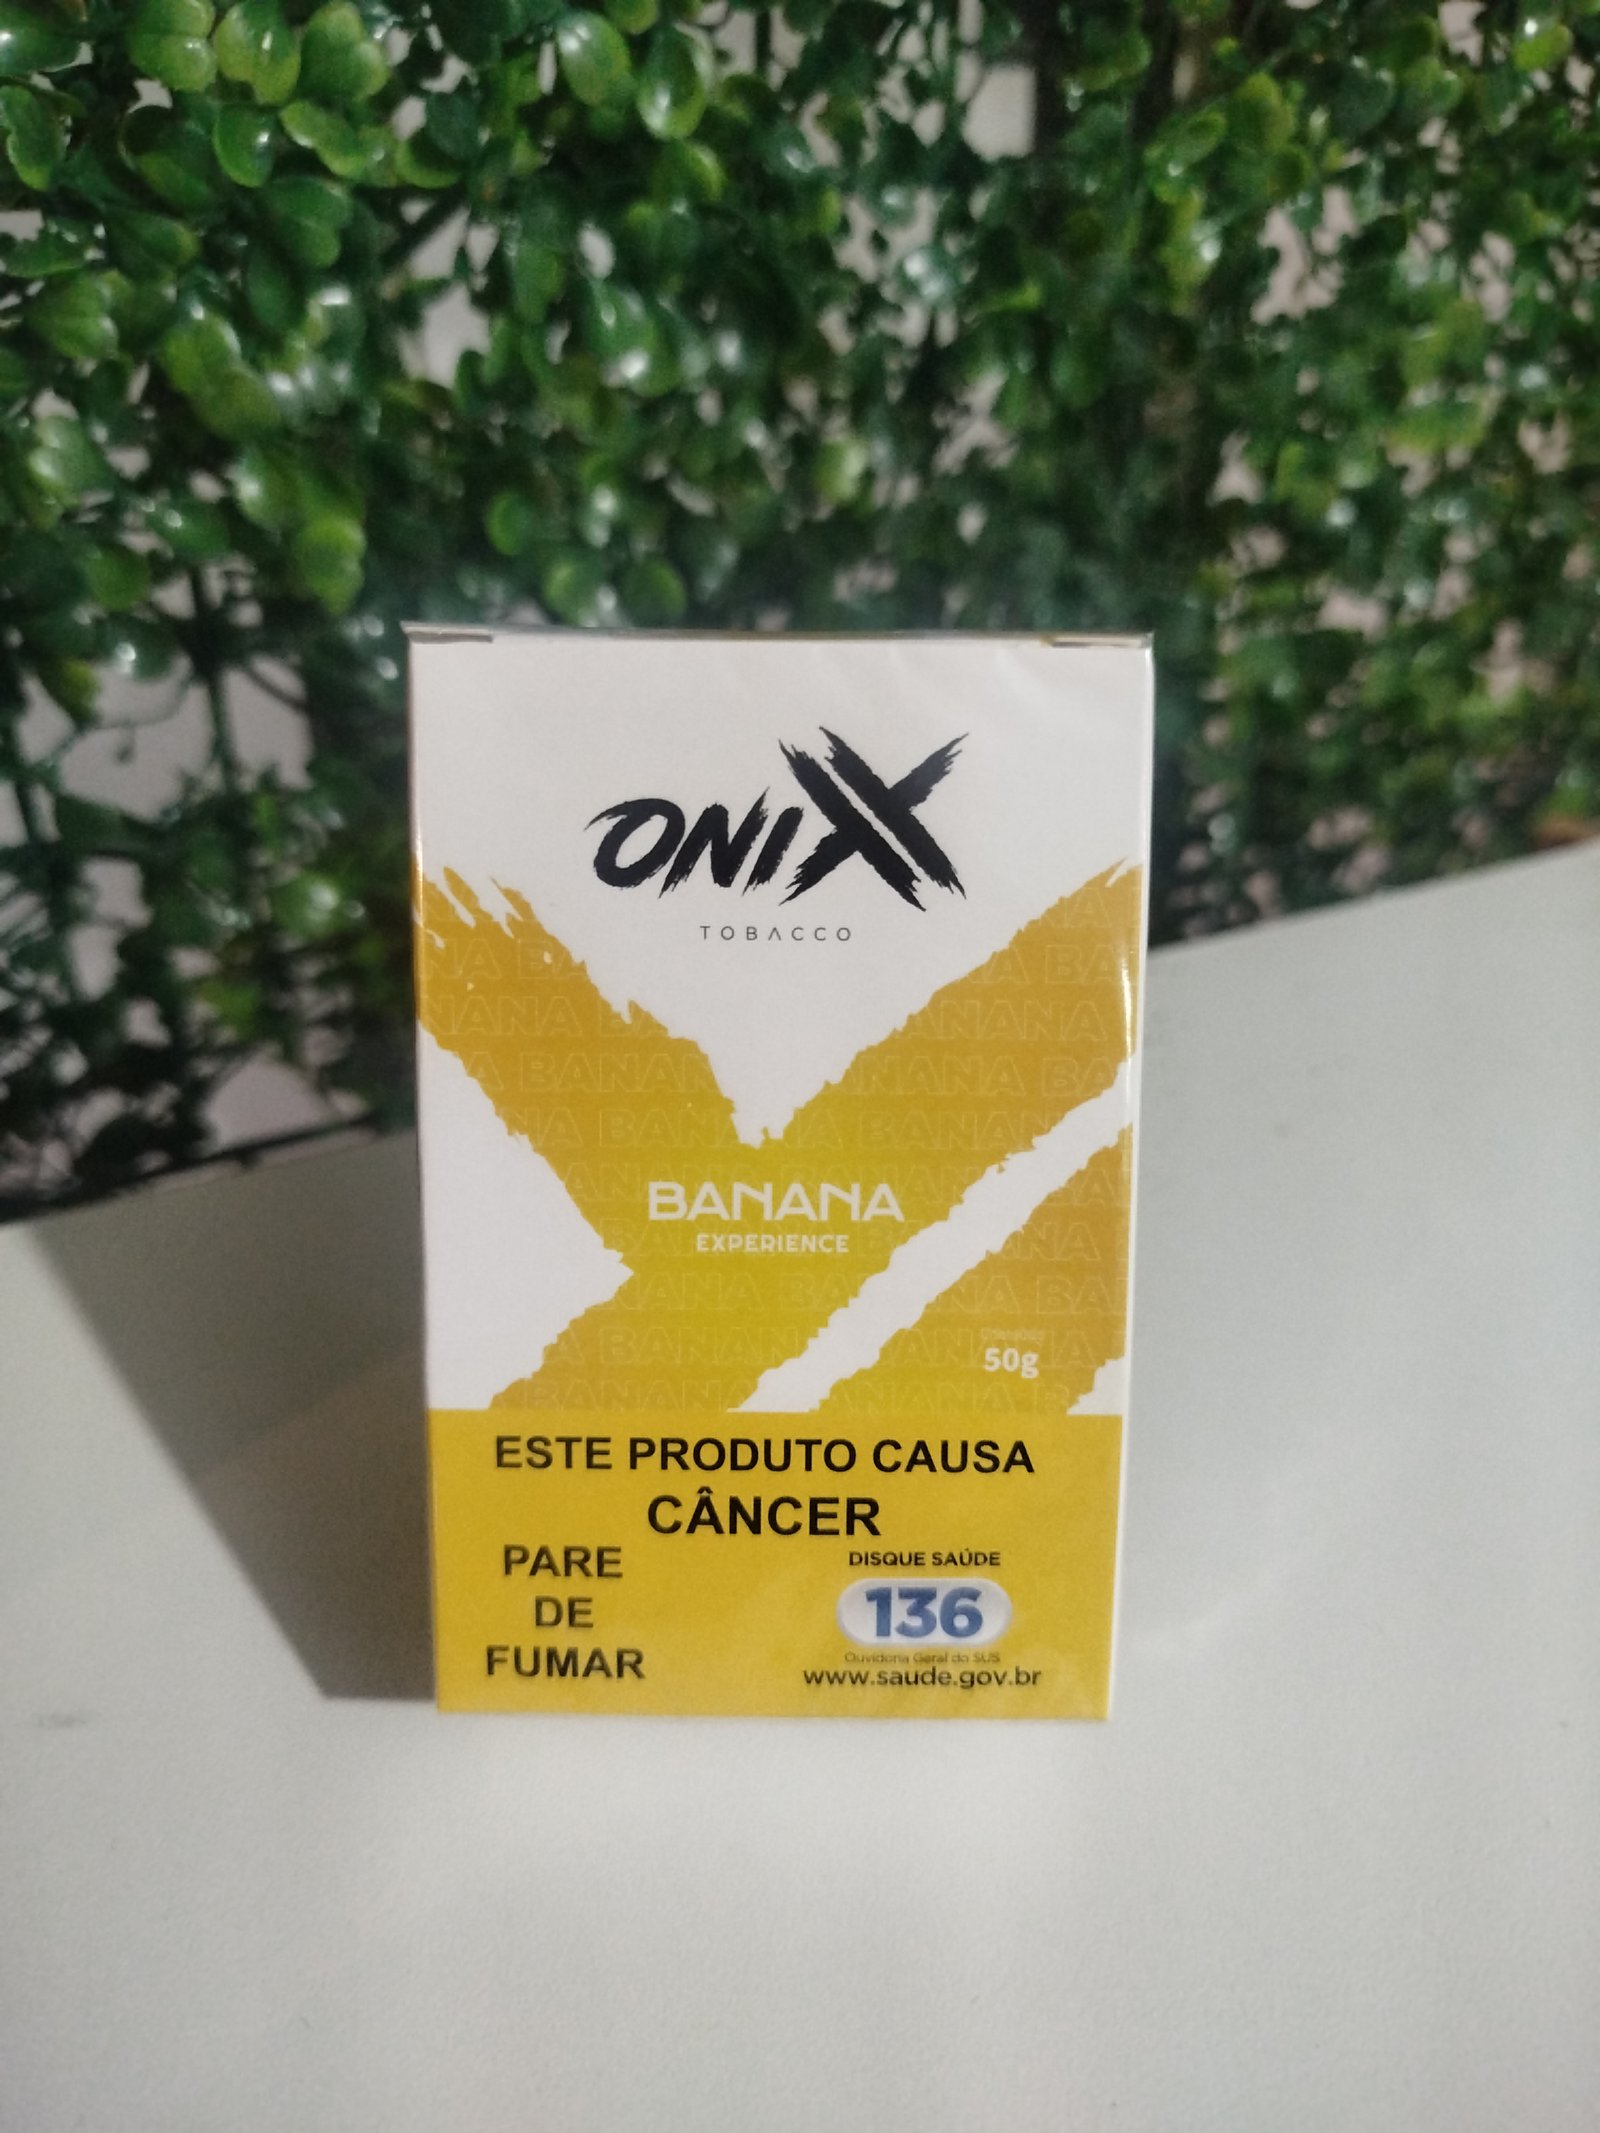 ONIXX
TOBACCO
BANANA
EXPERIENCE
50g
ESTE PRODUTO CAUSA
CÂNCER
PARE
DE
FUMAR
DISQUE SAÚDE
136
Ouvidoria Geral do SUS
www.saude.gov.br